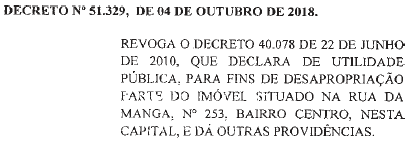 DECRETO Nº 51.329, DE 04 DE OUTUBRO DE 2018.
REVOGA O DECRETO 40.078 DE 22 DE JUNHO
DE 2010, QUE DECLARA DE UTILIDADE
PÚBLICA, PARA FINS DE DESAPROPRIAÇÃO
PARTE DO IMÓVEL SITUADO NA RUA DA
MANGA, Nº 253, BAIRRO CENTRO, NESTA
CAPITAL, E DÁ OUTRAS PROVIDÊNCIAS.